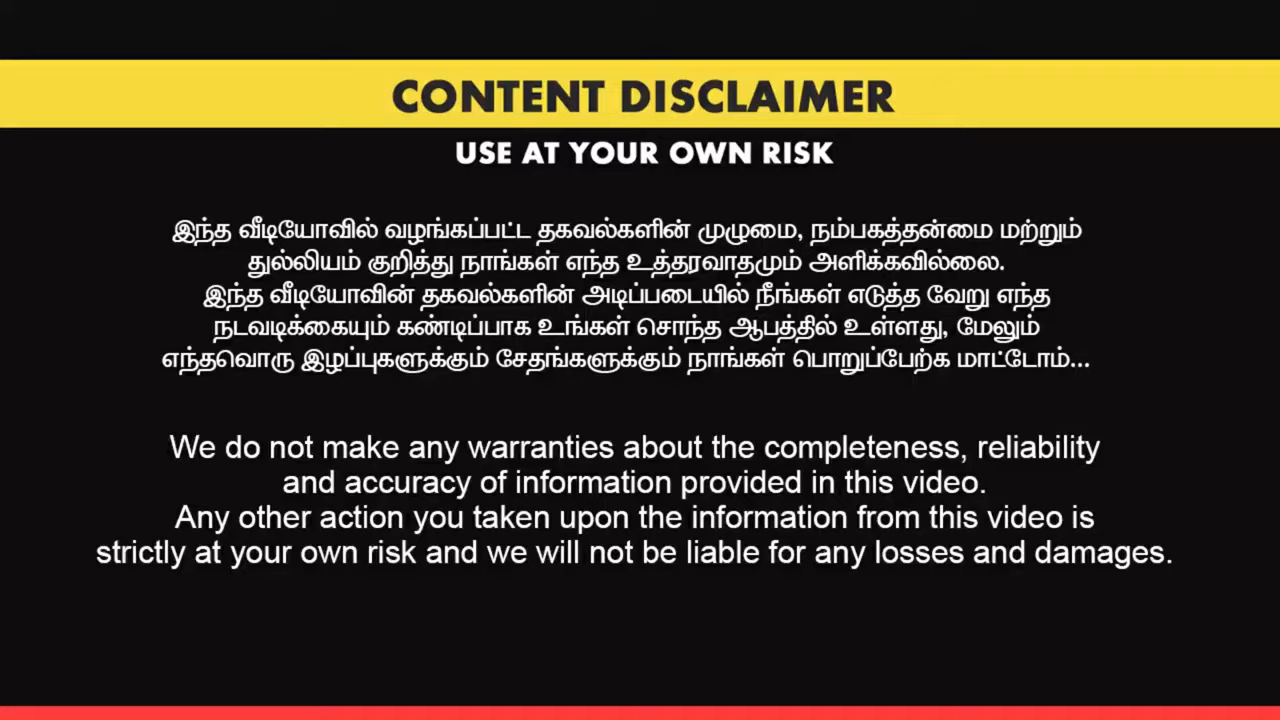 CONTENT DISCLAIMER
USE AT YOUR OWN RISK
இந்த வீடியோவில் வழங்கப்பட்ட தகவல்களின் முழுமை, நம்பகத்தன்மை மற்றும்
துல்லியம் குறித்து நாங்கள் எந்த உத்தரவாதமும் அளிக்கவில்லை.
இந்த வீடியோவின் தகவல்களின் அடிப்படையில் நீங்கள் எடுத்த வேறு எந்த
நடவடிக்கையும் கண்டிப்பாக உங்கள் சொந்த ஆபத்தில் உள்ளது, மேலும்
எந்தவொரு இழப்புகளுக்கும் சேதங்களுக்கும் நாங்கள் பொறுப்பேற்க மாட்டோம்...
We do not make any warranties about the completeness, reliability
and accuracy of information provided in this video.
Any other action you taken upon the information from this video is
strictly at your own risk and we will not be liable for any losses and damages.